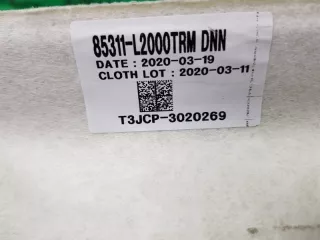 85311-L2000TRM DNN
DATE : 2020-03-19
CLOTH LOT : 2020-03-11
T3JCP-3020269